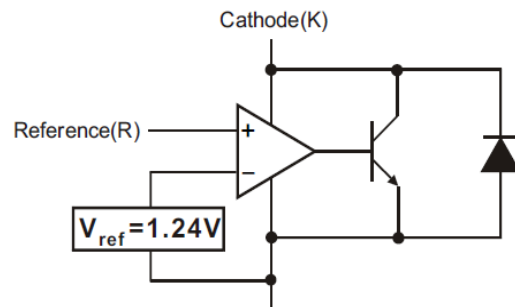 Cathode(K)
Reference(R)
+
−
Vref=1.24V